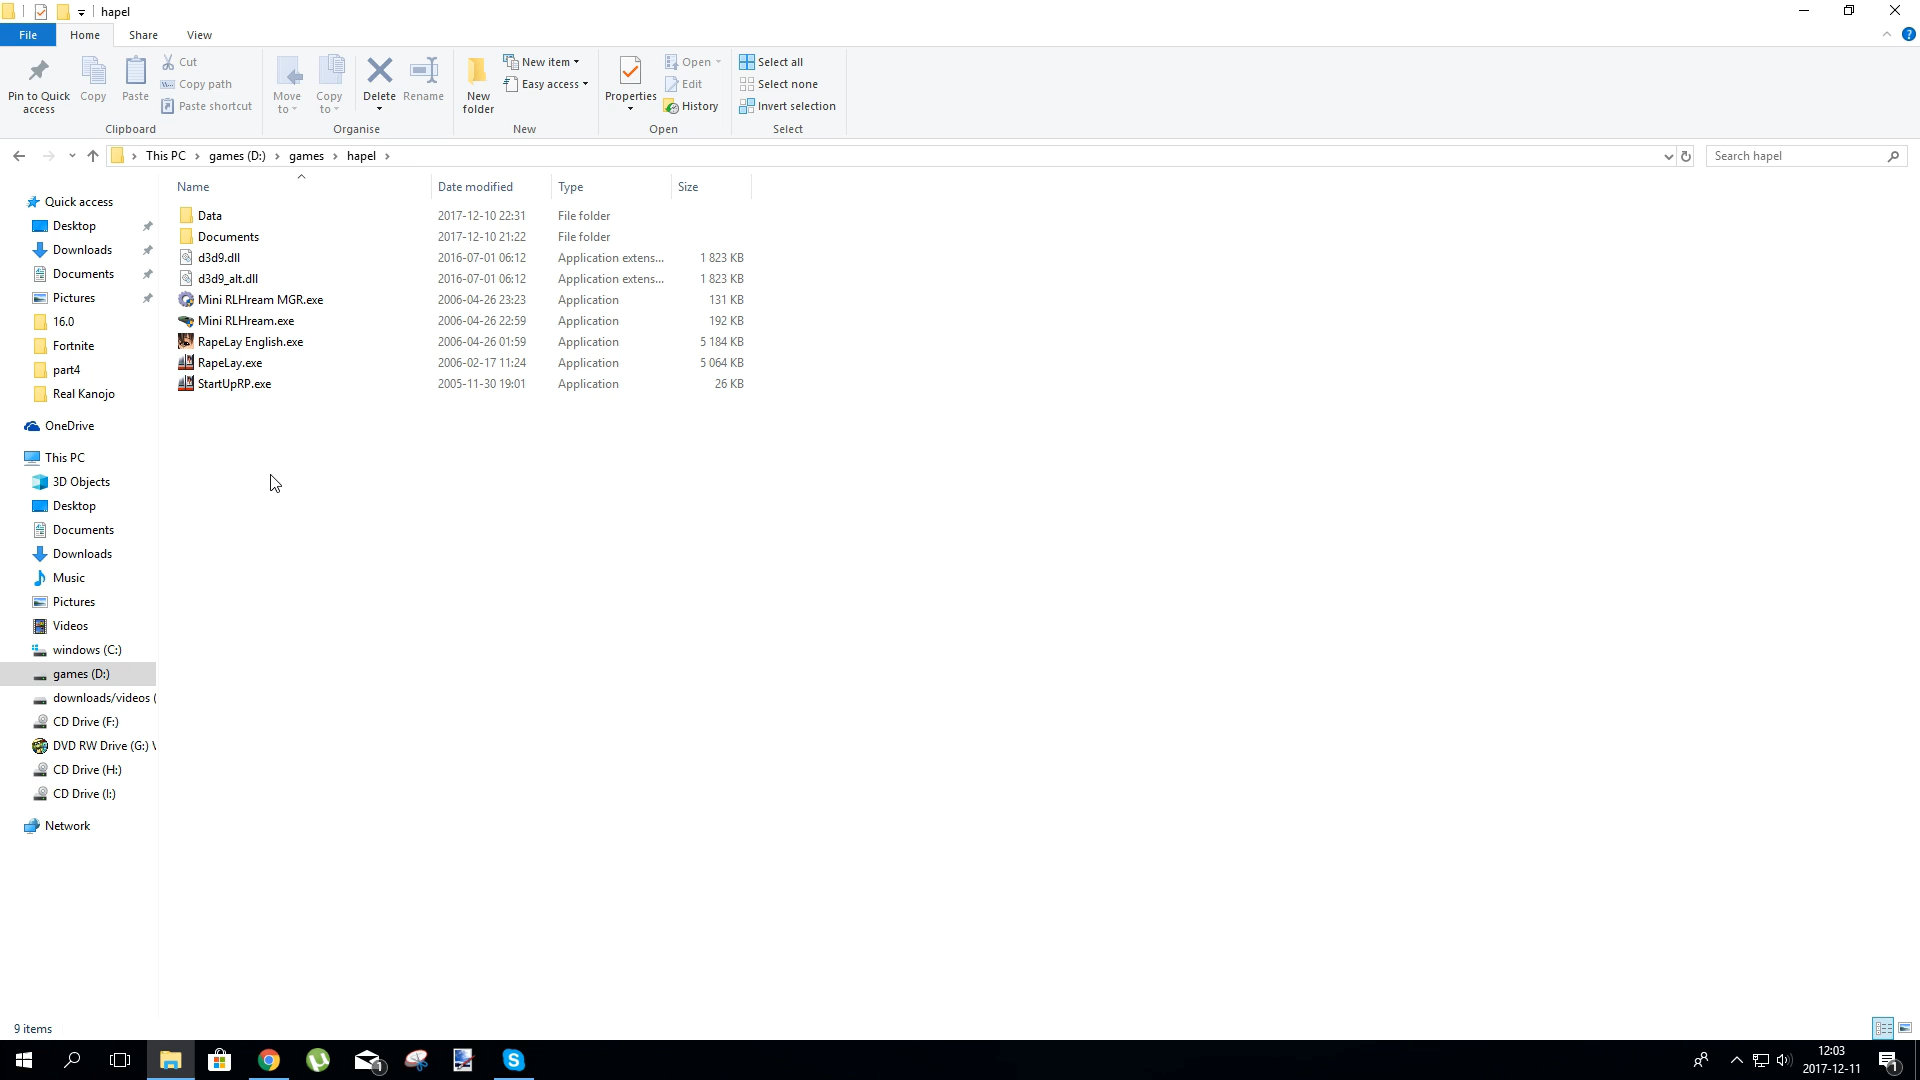 hapel
File Home Share View
Pin to Quick access
Copy
Paste
Cut
Copy path
Paste shortcut
Clipboard
Move to
Copy to
Delete
Rename
Organise
New folder
New item
Easy access
New
Properties
Open
Edit
History
Open
Select all
Select none
Invert selection
Select
This PC games (D:) games hapel
Search hapel
Name Date modified Type Size
Data 2017-12-10 22:31 File folder
Documents 2017-12-10 21:22 File folder
d3d9.dll 2016-07-01 06:12 Application extens... 1 823 KB
d3d9_alt.dll 2016-07-01 06:12 Application extens... 1 823 KB
Mini RLHream MGR.exe 2006-04-26 23:23 Application 131 KB
Mini RLHream.exe 2006-04-26 22:59 Application 192 KB
RapeLay English.exe 2006-04-26 01:59 Application 5 184 KB
RapeLay.exe 2006-02-17 11:24 Application 5 064 KB
StartUpRP.exe 2005-11-30 19:01 Application 26 KB
Quick access
Desktop
Downloads
Documents
Pictures
16.0
Fortnite
part4
Real Kanojo
OneDrive
This PC
3D Objects
Desktop
Documents
Downloads
Music
Pictures
Videos
windows (C:)
games (D:)
downloads/videos (
CD Drive (F:)
DVD RW Drive (G:) V
CD Drive (H:)
CD Drive (I:)
Network
9 items
12:03
2017-12-11